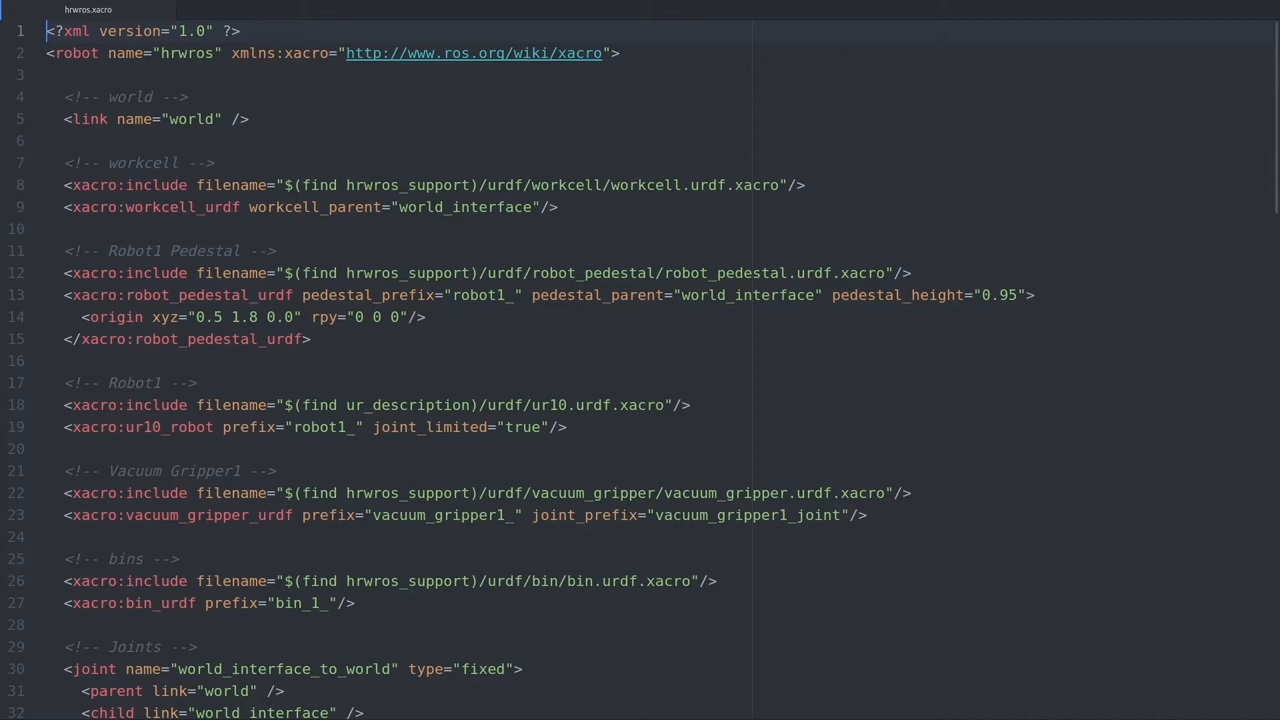 hrwros.xacro
1 <?xml version="1.0" ?>
2 <robot name="hrwros" xmlns:xacro="http://www.ros.org/wiki/xacro">
3
4 <!-- world -->
5 <link name="world" />
6
7 <!-- workcell -->
8 <xacro:include filename="$(find hrwros_support)/urdf/workcell/workcell.urdf.xacro"/>
9 <xacro:workcell_urdf workcell_parent="world_interface"/>
10
11 <!-- Robot1 Pedestal -->
12 <xacro:include filename="$(find hrwros_support)/urdf/robot_pedestal/robot_pedestal.urdf.xacro"/>
13 <xacro:robot_pedestal_urdf pedestal_prefix="robot1_" pedestal_parent="world_interface" pedestal_height="0.95">
14 <origin xyz="0.5 1.8 0.0" rpy="0 0 0"/>
15 </xacro:robot_pedestal_urdf>
16
17 <!-- Robot1 -->
18 <xacro:include filename="$(find ur_description)/urdf/ur10.urdf.xacro"/>
19 <xacro:ur10_robot prefix="robot1_" joint_limited="true"/>
20
21 <!-- Vacuum Gripper1 -->
22 <xacro:include filename="$(find hrwros_support)/urdf/vacuum_gripper/vacuum_gripper.urdf.xacro"/>
23 <xacro:vacuum_gripper_urdf prefix="vacuum_gripper1_" joint_prefix="vacuum_gripper1_joint"/>
24
25 <!-- bins -->
26 <xacro:include filename="$(find hrwros_support)/urdf/bin/bin.urdf.xacro"/>
27 <xacro:bin_urdf prefix="bin_1_"/>
28
29 <!-- Joints -->
30 <joint name="world_interface_to_world" type="fixed">
31 <parent link="world" />
32 <child link="world_interface" />